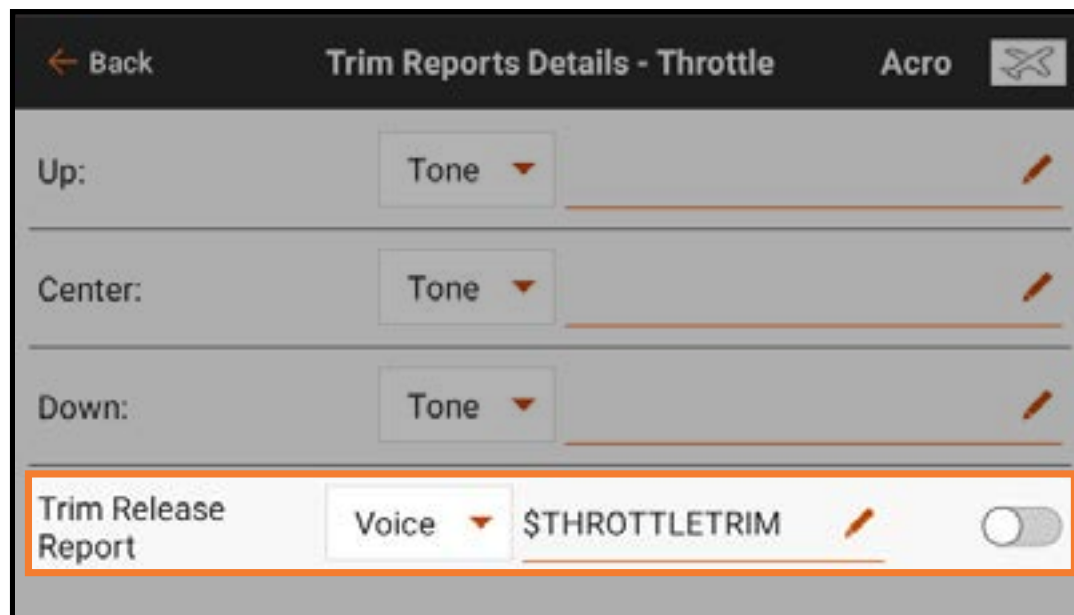 Back Trim Reports Details - Throttle Acro
Up: Tone
Center: Tone
Down: Tone
Trim Release
Report Voice $THROTTLETRIM